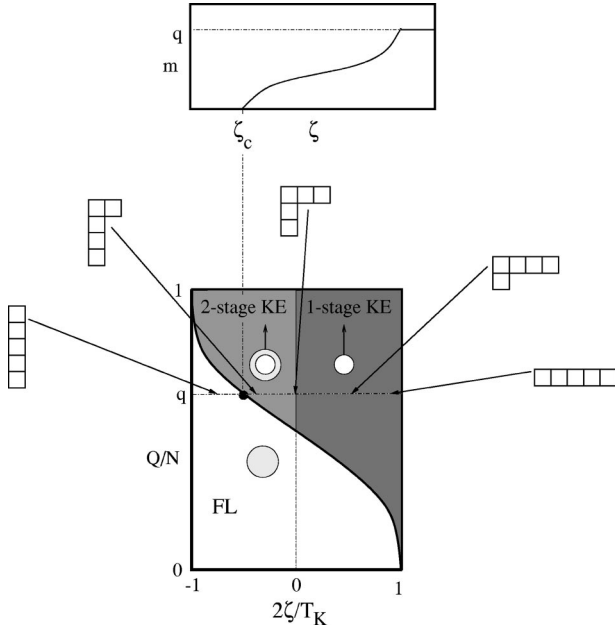 q
m
ζc
ζ
1
2-stage KE
1-stage KE
q
Q/N
FL
0
-1
0
1
2ζ/T_K